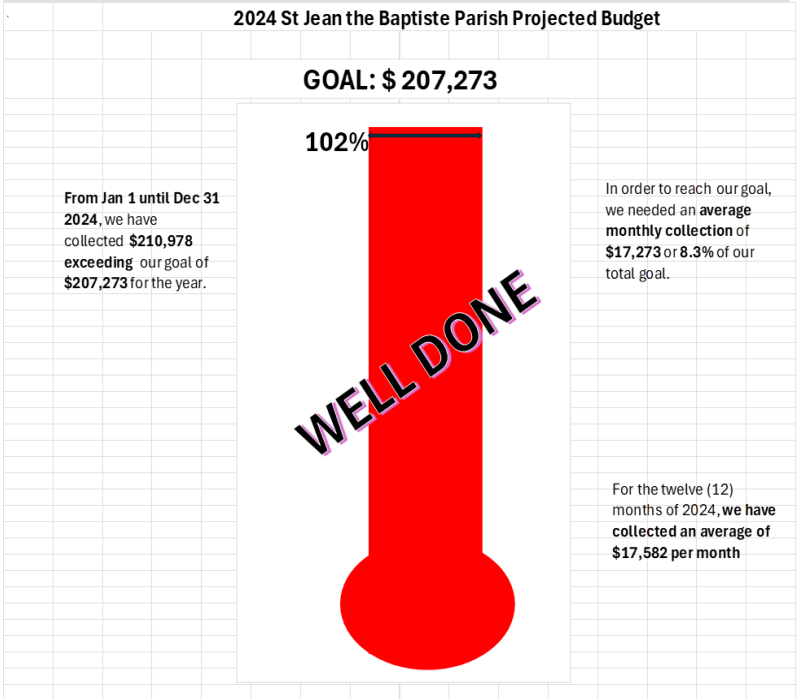 2024 St Jean the Baptiste Parish Projected Budget
GOAL: $ 207,273
102%
From Jan 1 until Dec 31
2024, we have
collected $210,978
exceeding our goal of
$207,273 for the year.
In order to reach our goal,
we needed an average
monthly collection of
$17,273 or 8.3% of our
total goal.
WELL DONE
For the twelve (12)
months of 2024, we have
collected an average of
$17,582 per month